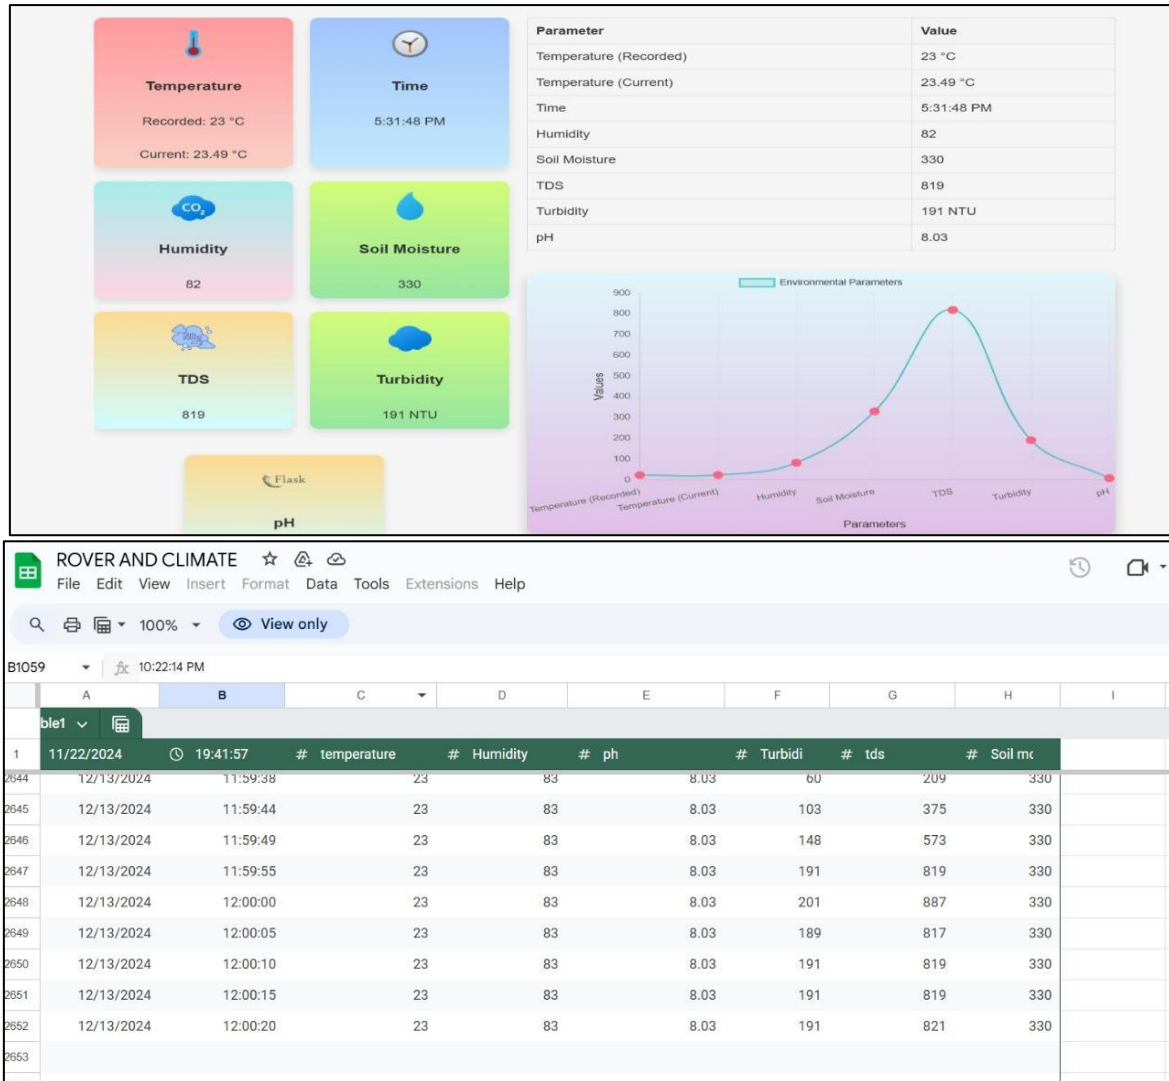 Temperature
Recorded: 23 °C
Current: 23.49 °C
Time
5:31:48 PM
CO2
Humidity
82
Soil Moisture
330
TDS
819
Turbidity
191 NTU
Flask
pH
Parameter Value
Temperature (Recorded) 23 °C
Temperature (Current) 23.49 °C
Time 5:31:48 PM
Humidity 82
Soil Moisture 330
TDS 819
Turbidity 191 NTU
pH 8.03
Environmental Parameters
900
800
700
600
500
400
300
200
100
0
Values
Temperature (Recorded) Temperature (Current) Humidity Soil Moisture TDS Turbidity pH
Parameters
ROVER AND CLIMATE
File Edit View Insert Format Data Tools Extensions Help
100% View only
B1059 fx 10:22:14 PM
A B C D E F G H I
ble1
1 11/22/2024 19:41:57 # temperature # Humidity # ph # Turbidi # tds # Soil mc
2644 12/13/2024 11:59:38 23 83 8.03 60 209 330
2645 12/13/2024 11:59:44 23 83 8.03 103 375 330
2646 12/13/2024 11:59:49 23 83 8.03 148 573 330
2647 12/13/2024 11:59:55 23 83 8.03 191 819 330
2648 12/13/2024 12:00:00 23 83 8.03 201 887 330
2649 12/13/2024 12:00:05 23 83 8.03 189 817 330
2650 12/13/2024 12:00:10 23 83 8.03 191 819 330
2651 12/13/2024 12:00:15 23 83 8.03 191 819 330
2652 12/13/2024 12:00:20 23 83 8.03 191 821 330
2653